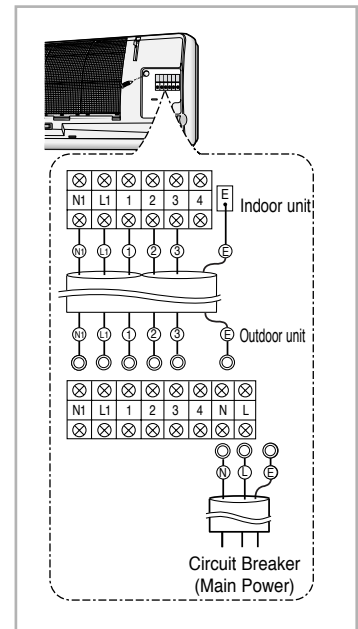 N1 L1 1 2 3 4 E Indoor unit
N1 L1 1 2 3 E
N1 L1 1 2 3 E Outdoor unit
N1 L1 1 2 3 4 N L
N L E
Circuit Breaker
(Main Power)